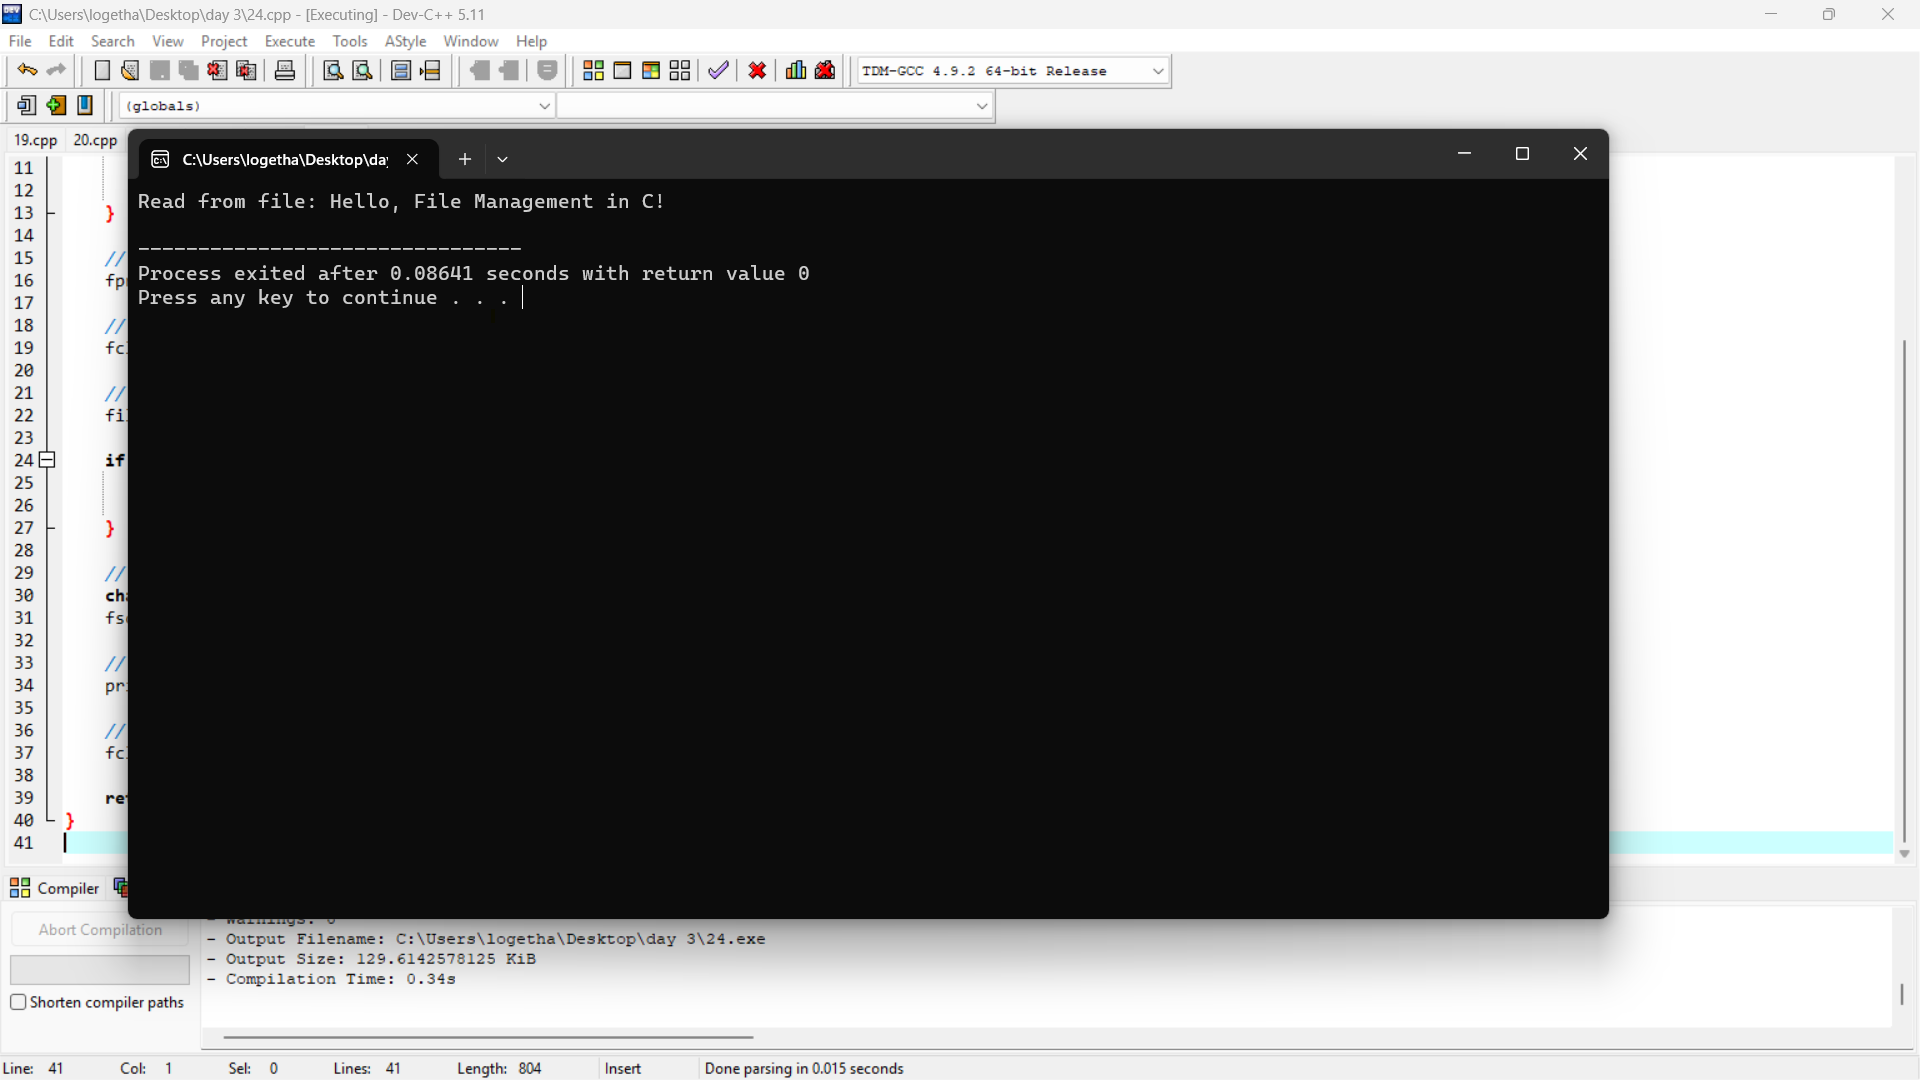 C:\Users\logetha\Desktop\day 3\24.cpp - [Executing] - Dev-C++ 5.11
File Edit Search View Project Execute Tools AStyle Window Help
TDM-GCC 4.9.2 64-bit Release
(globals)
19.cpp 20.cpp
C:\Users\logetha\Desktop\da
Read from file: Hello, File Management in C!
--------------------------------
Process exited after 0.08641 seconds with return value 0
Press any key to continue . . .
11
12
13 }
14
15 //
16 fp
17
18 //
19 fc
20
21 //
22 fi
23
24 if
25
26
27 }
28
29 //
30 ch
31 fs
32
33 //
34 pr
35
36 //
37 fc
38
39 re
40 }
41
Compiler
Abort Compilation
Shorten compiler paths
- Warnings: 0
- Output Filename: C:\Users\logetha\Desktop\day 3\24.exe
- Output Size: 129.6142578125 KiB
- Compilation Time: 0.34s
Line: 41 Col: 1 Sel: 0 Lines: 41 Length: 804 Insert Done parsing in 0.015 seconds